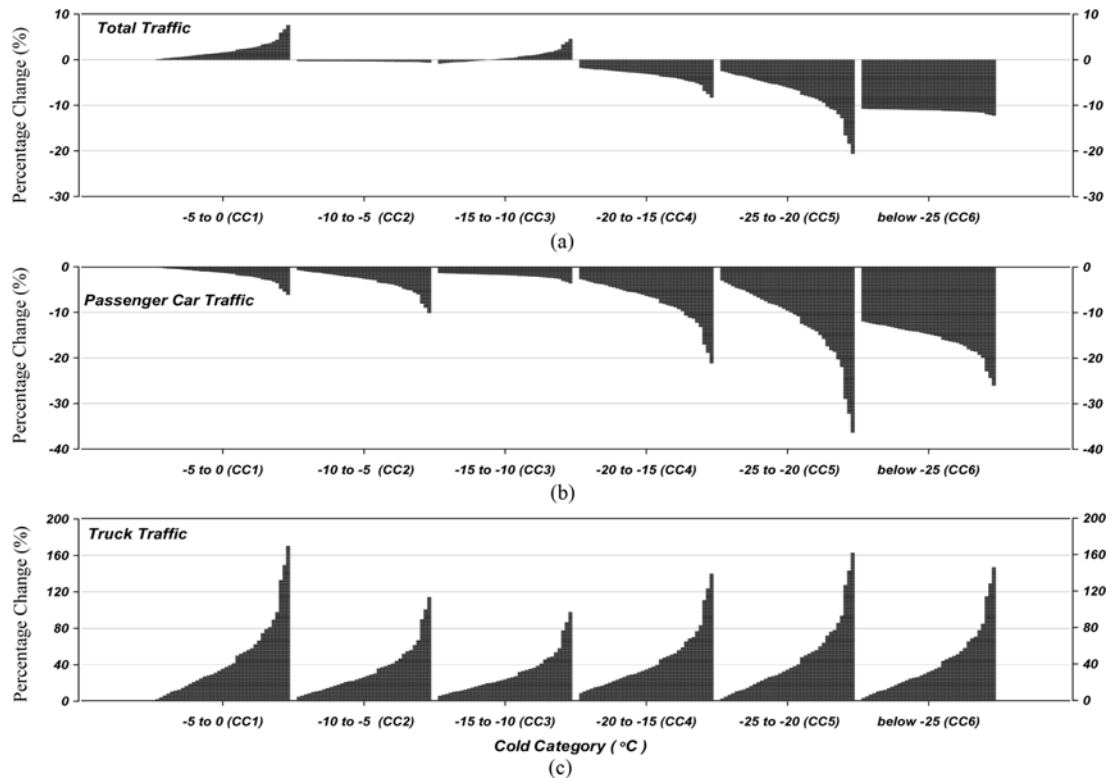 Total Traffic
Percentage Change (%)
10
0
-10
-20
-30
10
0
-10
-20
-30
Percentage Change (%)
-5 to 0 (CC1) -10 to -5 (CC2) -15 to -10 (CC3) -20 to -15 (CC4) -25 to -20 (CC5) below -25 (CC6)
(a)
Passenger Car Traffic
Percentage Change (%)
0
-10
-20
-30
-40
0
-10
-20
-30
-40
Percentage Change (%)
-5 to 0 (CC1) -10 to -5 (CC2) -15 to -10 (CC3) -20 to -15 (CC4) -25 to -20 (CC5) below -25 (CC6)
(b)
Truck Traffic
Percentage Change (%)
200
160
120
80
40
0
200
160
120
80
40
0
Percentage Change (%)
-5 to 0 (CC1) -10 to -5 (CC2) -15 to -10 (CC3) -20 to -15 (CC4) -25 to -20 (CC5) below -25 (CC6)
Cold Category ( °C )
(c)